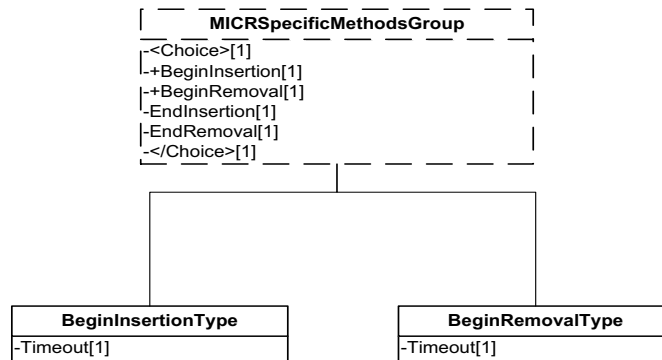 MICRSpecificMethodsGroup
-<Choice>[1]
-+BeginInsertion[1]
-+BeginRemoval[1]
-EndInsertion[1]
-EndRemoval[1]
-</Choice>[1]
BeginInsertionType
-Timeout[1]
BeginRemovalType
-Timeout[1]